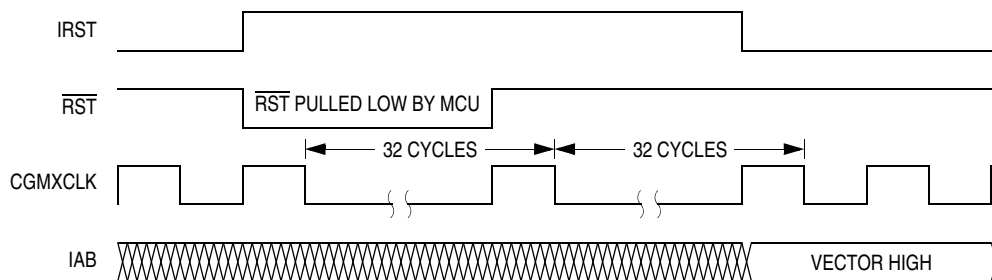 IRST
RST
RST PULLED LOW BY MCU
32 CYCLES
32 CYCLES
CGMXCLK
IAB
VECTOR HIGH